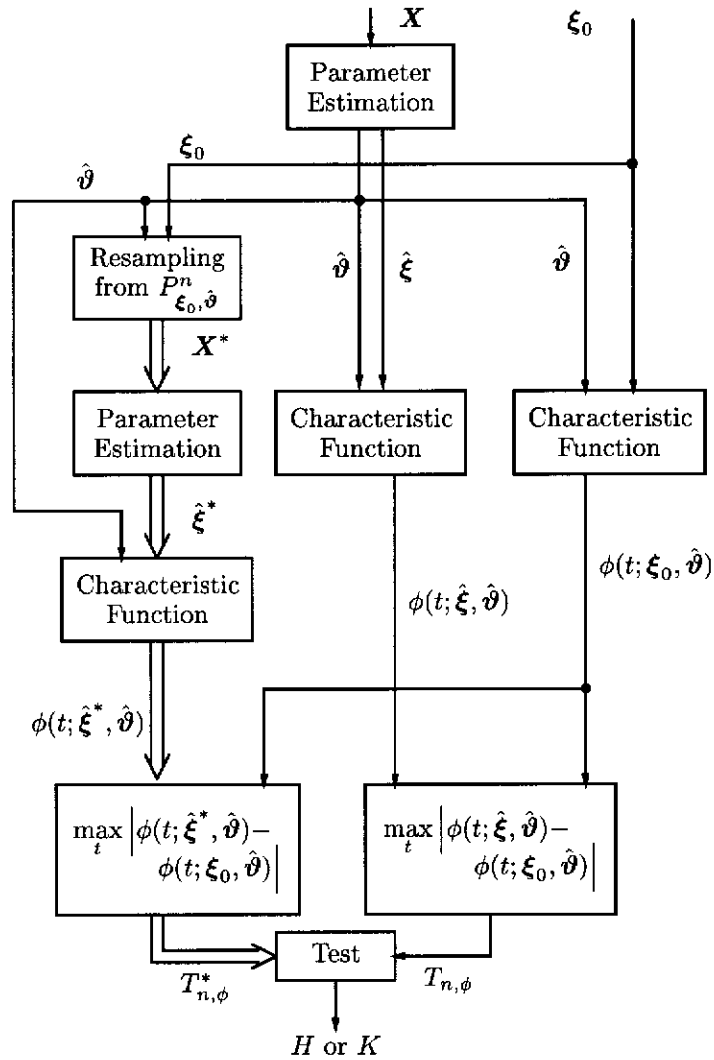 X
ξ₀
Parameter
Estimation
ξ₀
ϑ̂
Resampling
from Pⁿ_{ξ₀, ϑ̂}
ϑ̂
ξ̂
ϑ̂
X*
Parameter
Estimation
Characteristic
Function
Characteristic
Function
ξ̂*
Characteristic
Function
ϕ(t; ξ̂, ϑ̂)
ϕ(t; ξ₀, ϑ̂)
ϕ(t; ξ̂*, ϑ̂)
max_t |ϕ(t; ξ̂*, ϑ̂)−
ϕ(t; ξ₀, ϑ̂)|
max_t |ϕ(t; ξ̂, ϑ̂)−
ϕ(t; ξ₀, ϑ̂)|
Test
T*_{n,ϕ}
T_{n,ϕ}
H or K